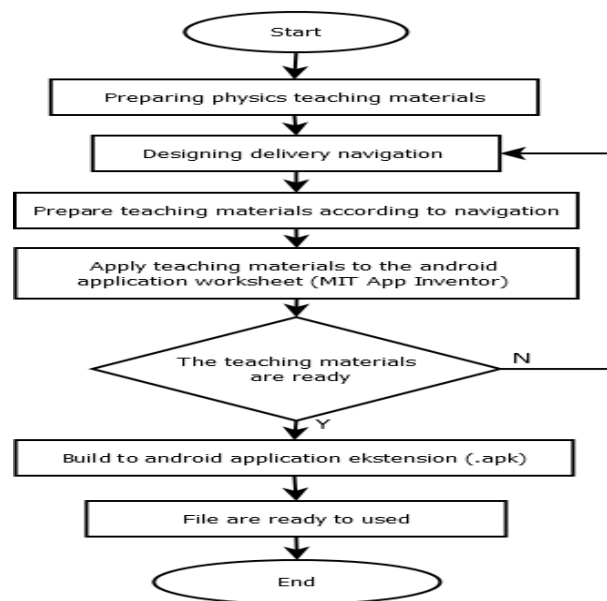 Start
Preparing physics teaching materials
Designing delivery navigation
Prepare teaching materials according to navigation
Apply teaching materials to the android
application worksheet (MIT App Inventor)
The teaching materials
are ready
N
Y
Build to android application ekstension (.apk)
File are ready to used
End